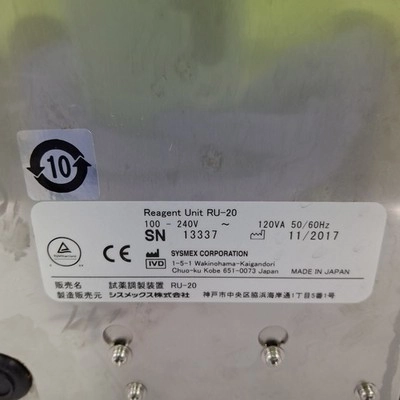 10
Reagent Unit RU-20
100 - 240V ~ 120VA 50/60Hz
SN 13337 11/2017
CE IVD SYSMEX CORPORATION
1-5-1 Wakinohama-Kaigandori
Chuo-ku Kobe 651-0073 Japan MADE IN JAPAN
販売名 試薬調製装置 RU-20
製造販売元 シスメックス株式会社 神戸市中央区脇浜海岸通1丁目5番1号